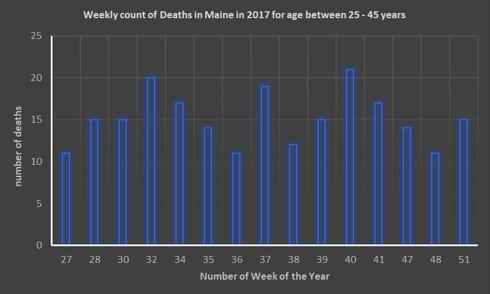 Weekly count of Deaths in Maine in 2017 for age between 25 - 45 years
25
20
15
10
5
0
number of deaths
27 28 30 32 34 35 36 37 38 39 40 41 47 48 51
Number of Week of the Year